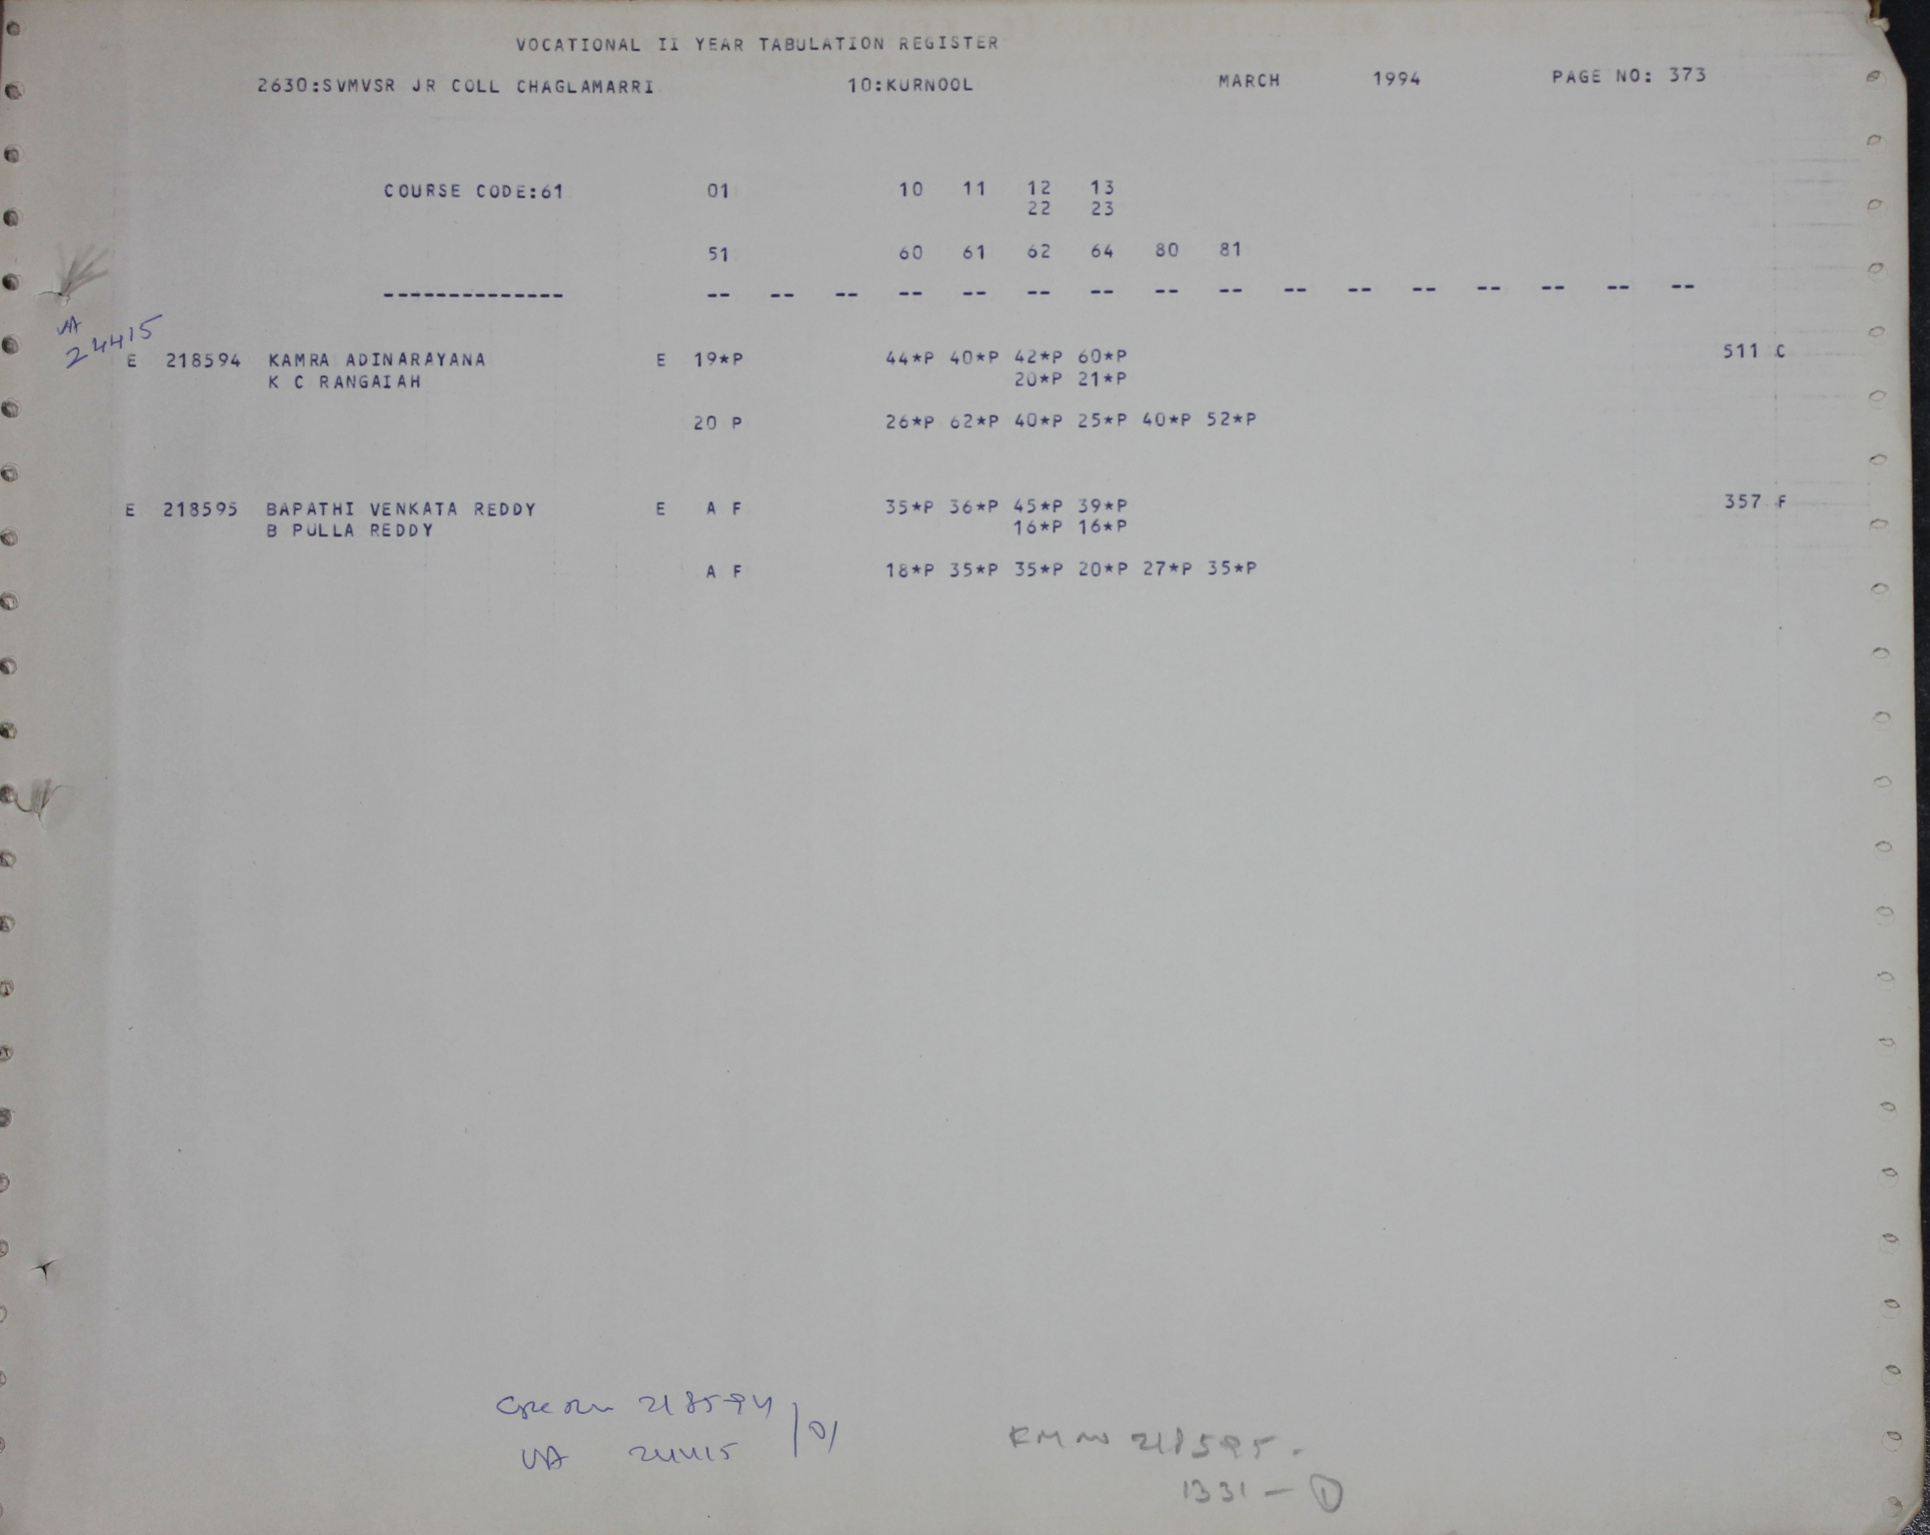 VOCATIONAL II YEAR TABULATION REGISTER
2630:SVMVSR JR COLL CHAGLAMARRI 10:KURNOOL MARCH 1994 PAGE NO: 373
COURSE CODE:61 01 10 11 12 13
22 23
51 60 61 62 64 80 81
-------------- -- -- -- -- -- -- -- -- -- -- -- -- -- -- -- --
VA
24415
E 218594 KAMRA ADINARAYANA E 19*P 44*P 40*P 42*P 60*P 511 C
K C RANGAIAH 20*P 21*P
20 P 26*P 62*P 40*P 25*P 40*P 52*P
E 218595 BAPATHI VENKATA REDDY E A F 35*P 36*P 45*P 39*P 357 F
B PULLA REDDY 16*P 16*P
A F 18*P 35*P 35*P 20*P 27*P 35*P
218594
VA 24415
218595.
1331 - 1